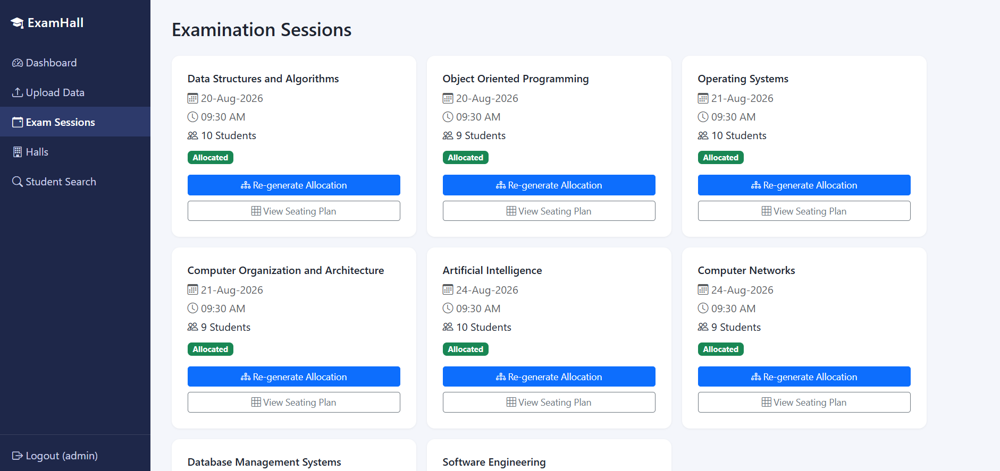 ExamHall
Dashboard
Upload Data
Exam Sessions
Halls
Student Search
Logout (admin)
Examination Sessions
Data Structures and Algorithms
20-Aug-2026
09:30 AM
10 Students
Allocated
Re-generate Allocation
View Seating Plan
Object Oriented Programming
20-Aug-2026
09:30 AM
9 Students
Allocated
Re-generate Allocation
View Seating Plan
Operating Systems
21-Aug-2026
09:30 AM
10 Students
Allocated
Re-generate Allocation
View Seating Plan
Computer Organization and Architecture
21-Aug-2026
09:30 AM
9 Students
Allocated
Re-generate Allocation
View Seating Plan
Artificial Intelligence
24-Aug-2026
09:30 AM
10 Students
Allocated
Re-generate Allocation
View Seating Plan
Computer Networks
24-Aug-2026
09:30 AM
9 Students
Allocated
Re-generate Allocation
View Seating Plan
Database Management Systems
Software Engineering